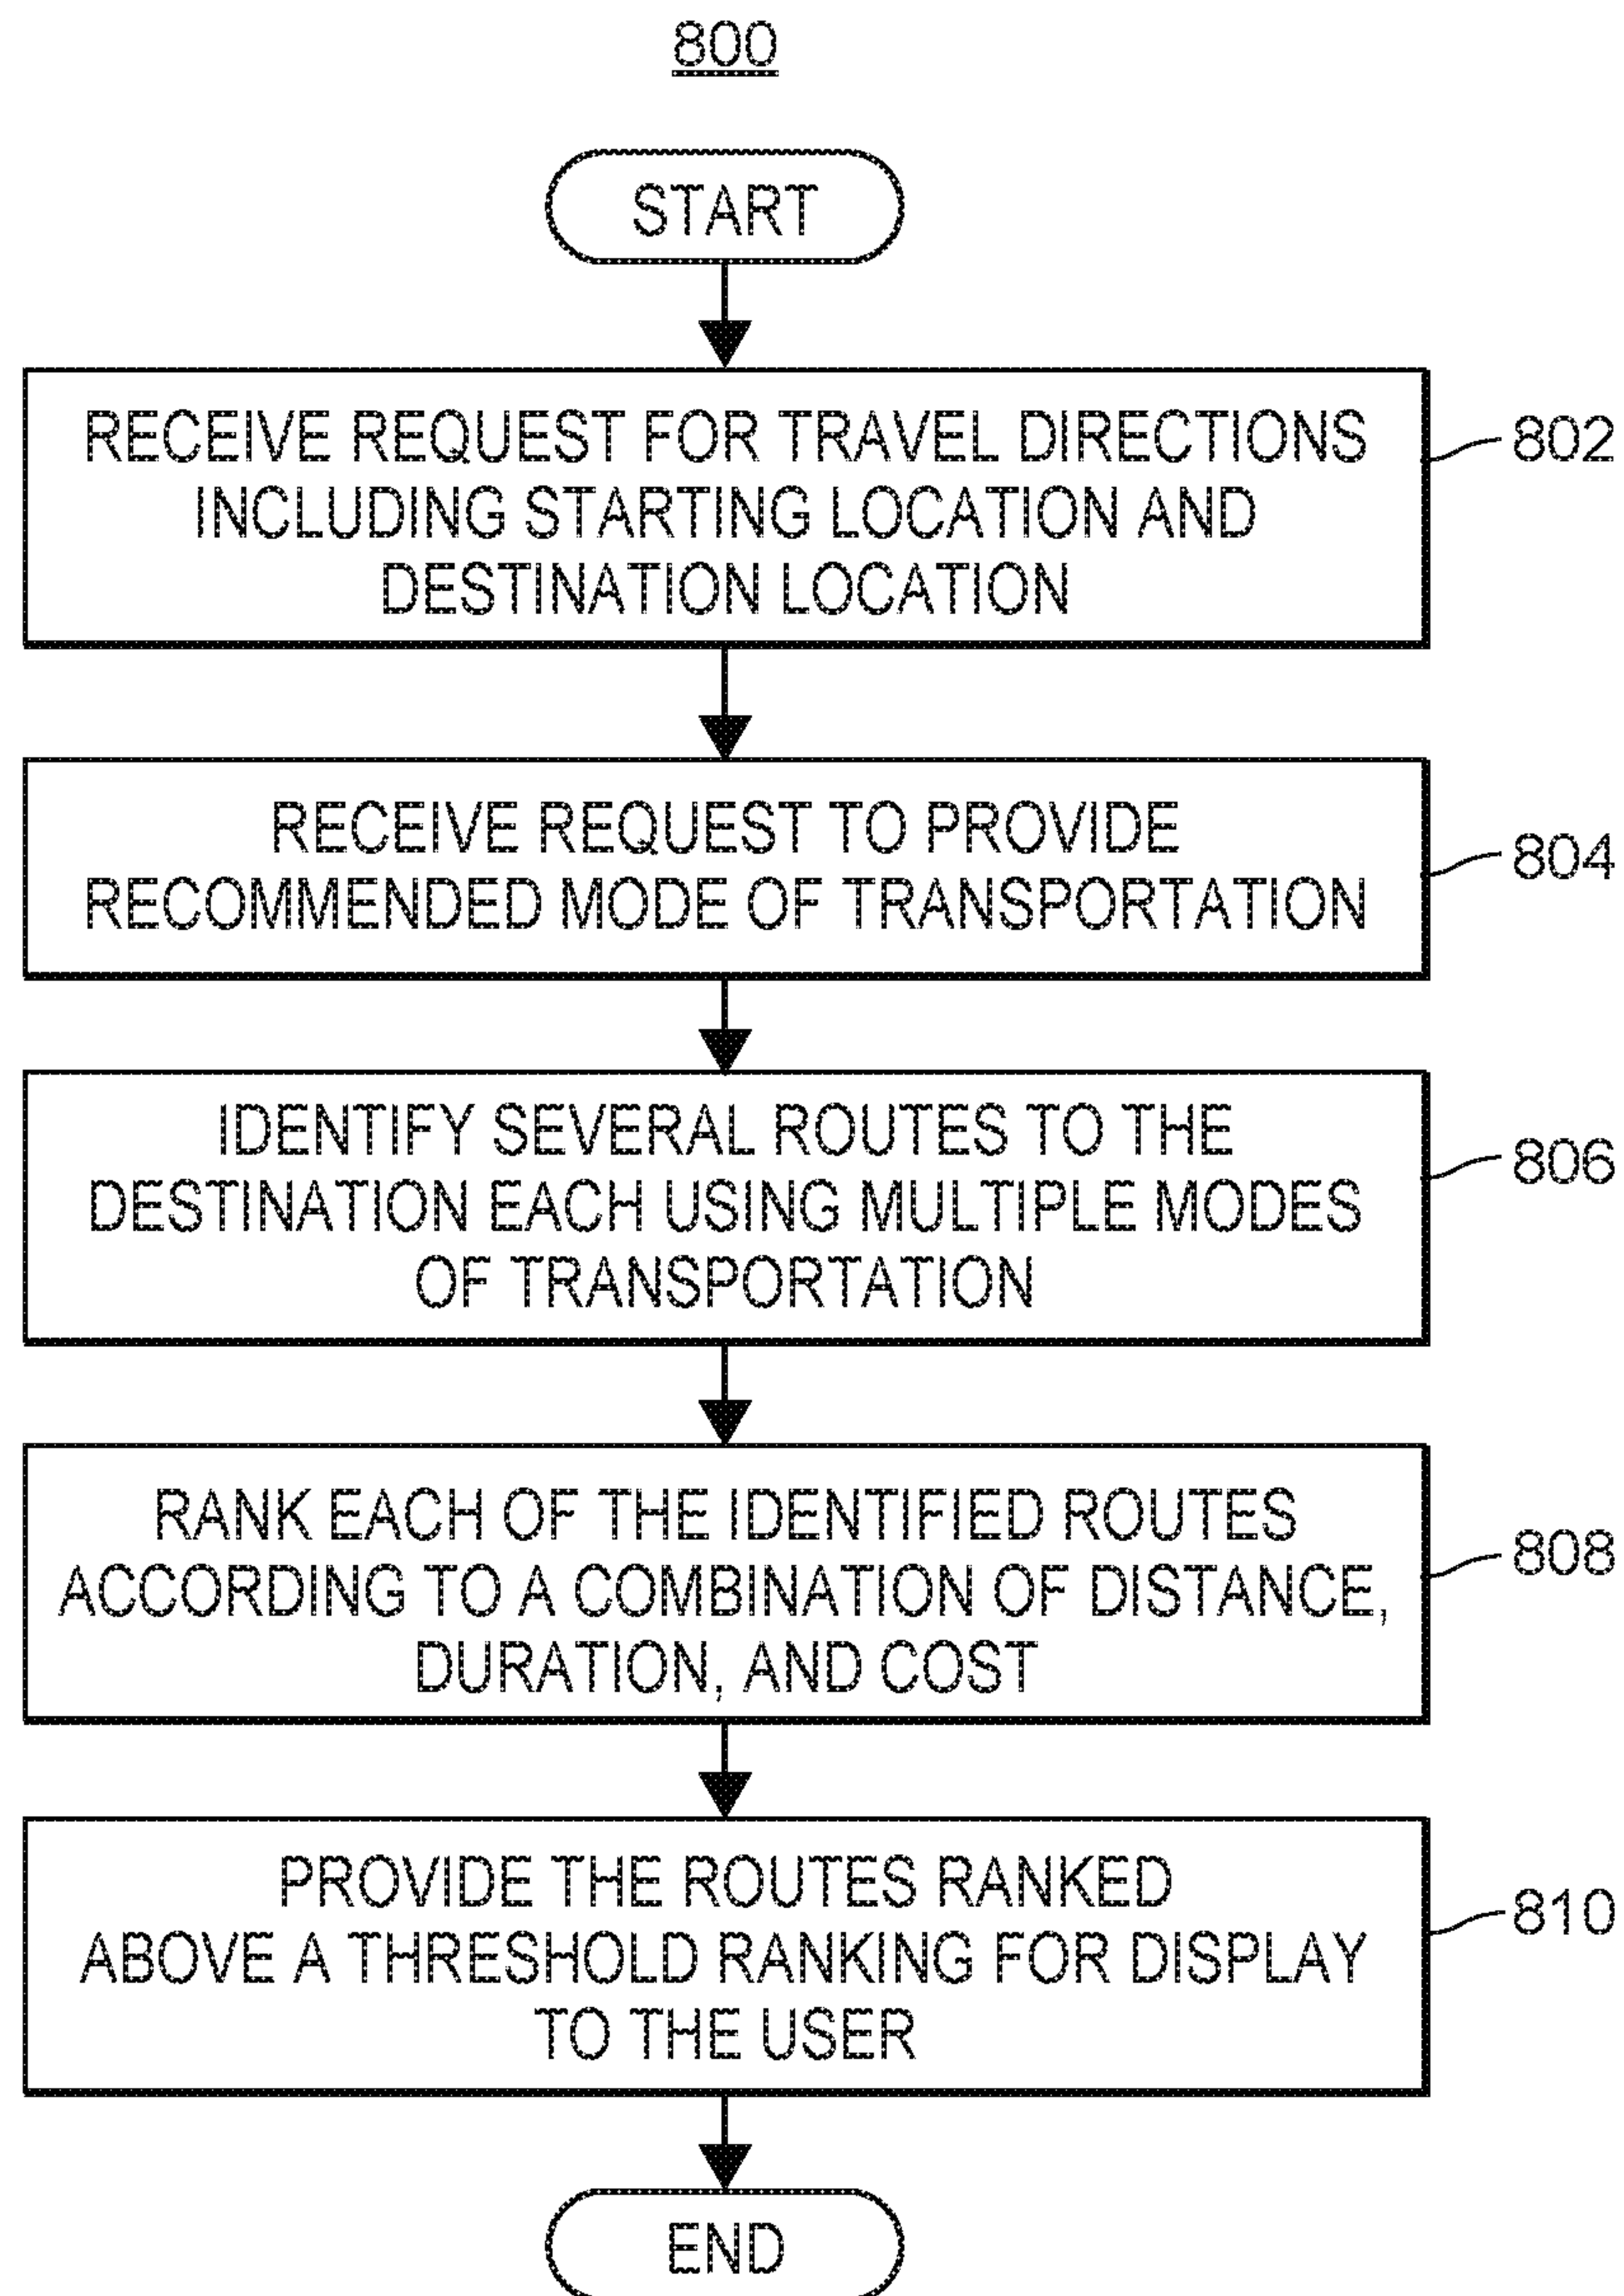 800
START
RECEIVE REQUEST FOR TRAVEL DIRECTIONS
INCLUDING STARTING LOCATION AND
DESTINATION LOCATION
802
RECEIVE REQUEST TO PROVIDE
RECOMMENDED MODE OF TRANSPORTATION
804
IDENTIFY SEVERAL ROUTES TO THE
DESTINATION EACH USING MULTIPLE MODES
OF TRANSPORTATION
806
RANK EACH OF THE IDENTIFIED ROUTES
ACCORDING TO A COMBINATION OF DISTANCE,
DURATION, AND COST
808
PROVIDE THE ROUTES RANKED
ABOVE A THRESHOLD RANKING FOR DISPLAY
TO THE USER
810
END